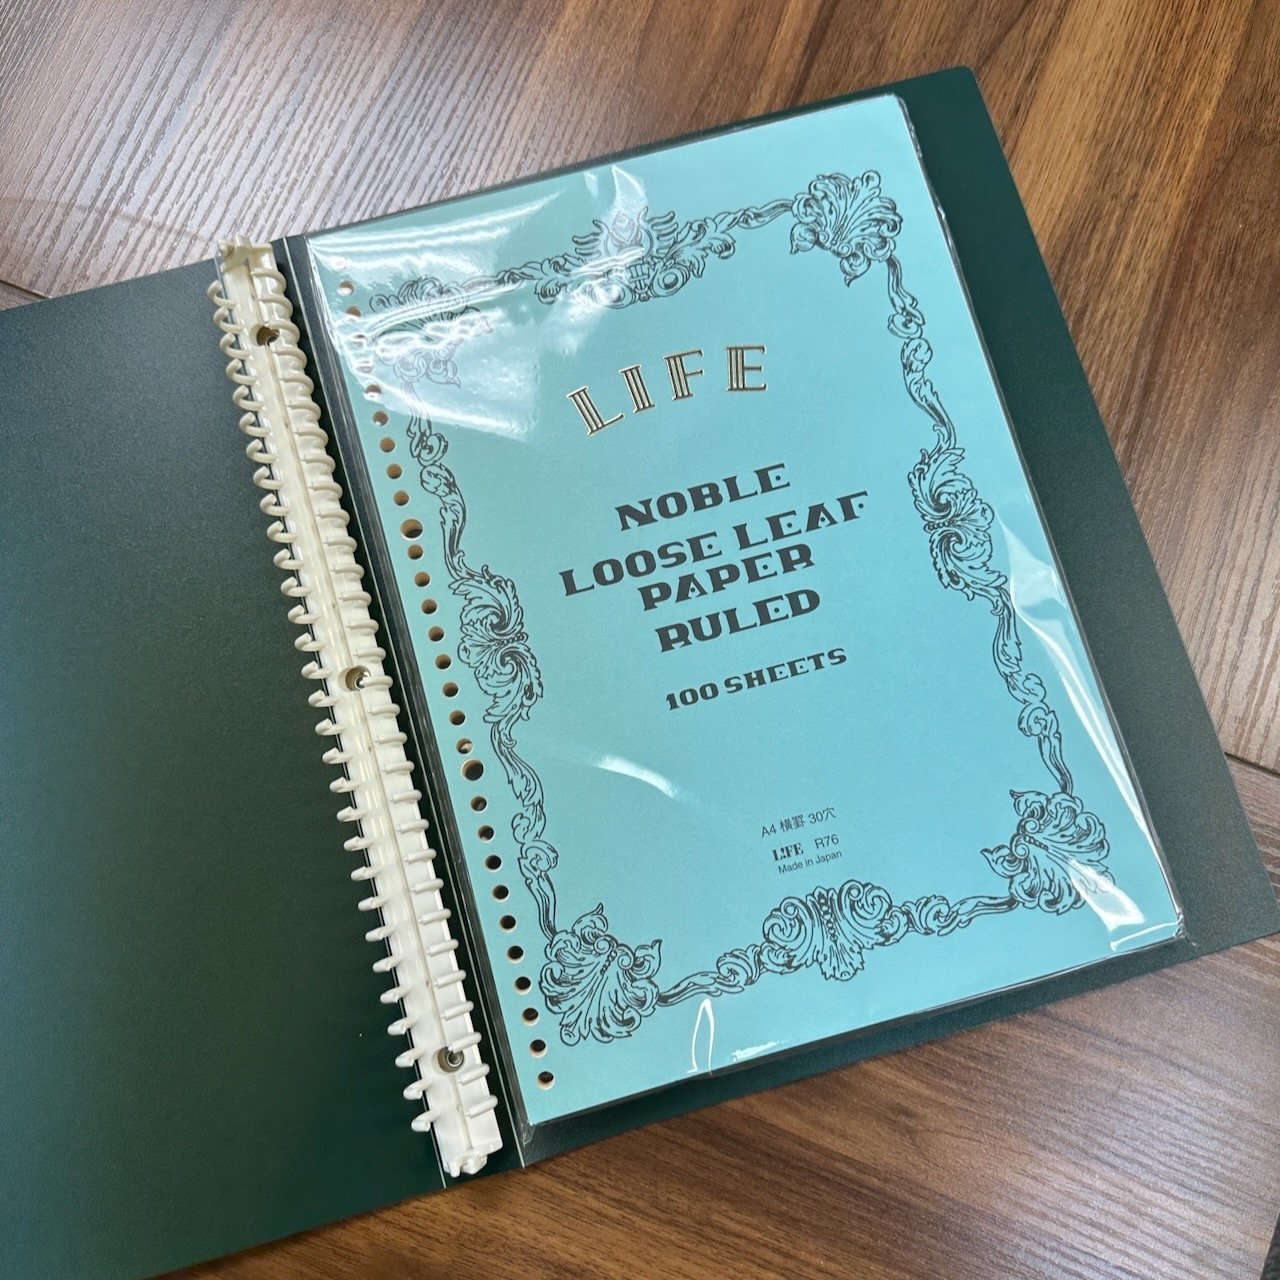 LIFE
NOBLE
LOOSE LEAF
PAPER
RULED
100 SHEETS
A4 横罫 30穴
LIFE R76
Made in Japan